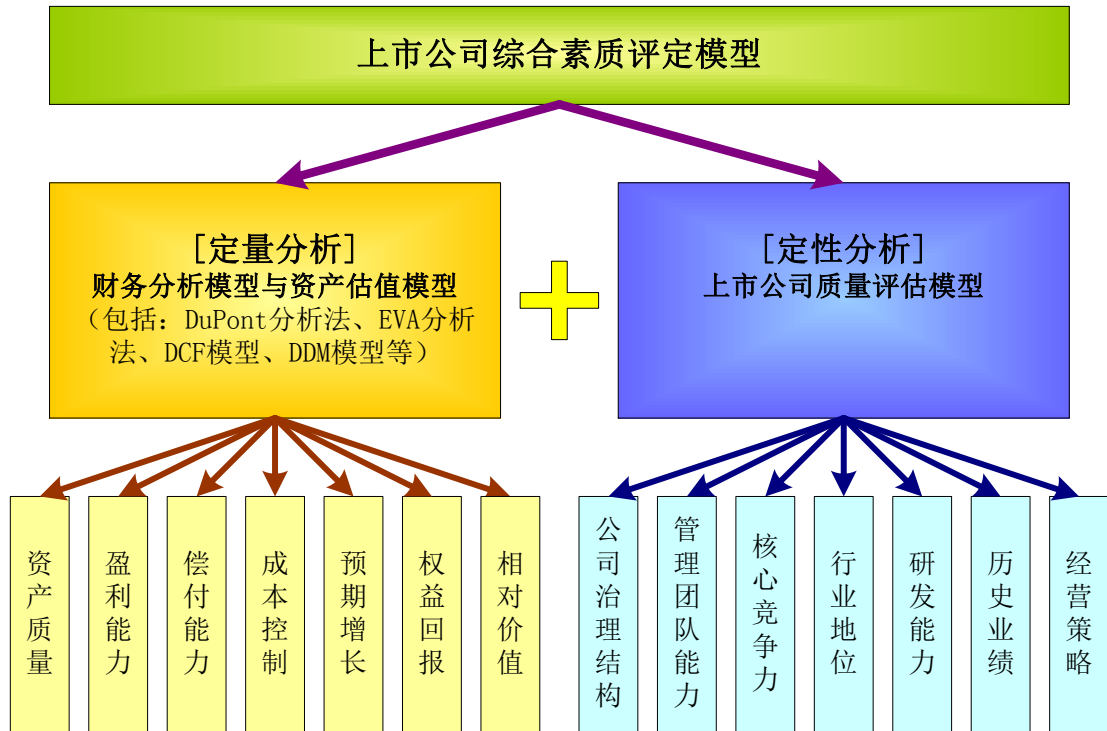 上市公司综合素质评定模型
[定量分析]
财务分析模型与资产估值模型
（包括：DuPont分析法、EVA分析
法、DCF模型、DDM模型等）
[定性分析]
上市公司质量评估模型
资产质量
盈利能力
偿付能力
成本控制
预期增长
权益回报
相对价值
公司治理结构
管理团队能力
核心竞争力
行业地位
研发能力
历史业绩
经营策略